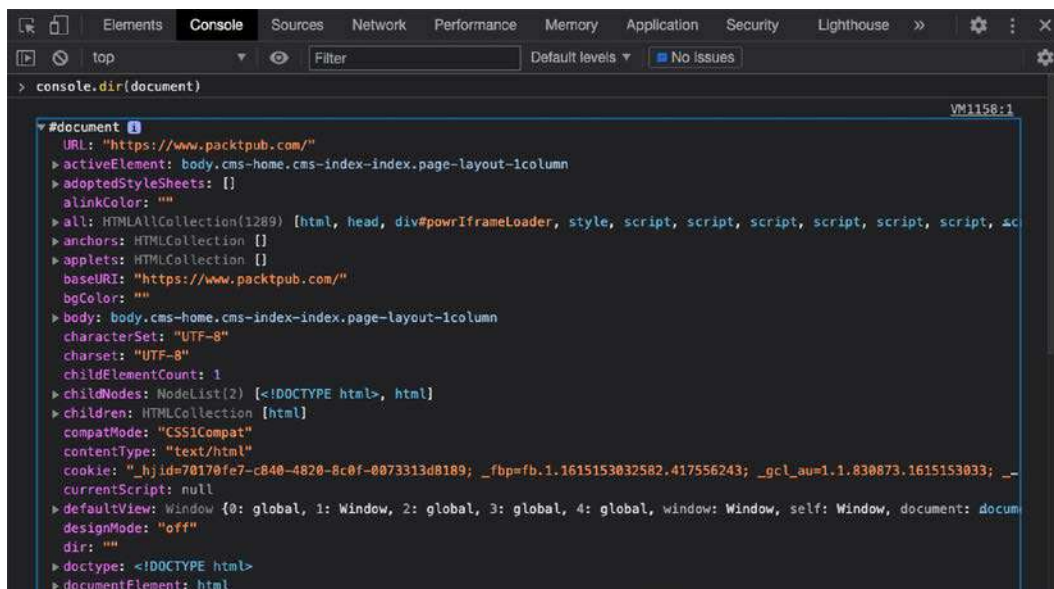 Elements Console Sources Network Performance Memory Application Security Lighthouse »
top Filter Default levels ▼ No Issues
> console.dir(document)
VM1158:1
▼#document i
URL: "https://www.packtpub.com/"
▶activeElement: body.cms-home.cms-index-index.page-layout-1column
▶adoptedStyleSheets: []
alinkColor: ""
▶all: HTMLAllCollection(1289) [html, head, div#powrIframeLoader, style, script, script, script, script, script, script,
▶anchors: HTMLCollection []
▶applets: HTMLCollection []
baseURI: "https://www.packtpub.com/"
bgColor: ""
▶body: body.cms-home.cms-index-index.page-layout-1column
characterSet: "UTF-8"
charset: "UTF-8"
childElementCount: 1
▶childNodes: NodeList(2) [<!DOCTYPE html>, html]
▶children: HTMLCollection [html]
compatMode: "CSS1Compat"
contentType: "text/html"
cookie: "_hjid=70170fe7-c840-4820-8c0f-0073313d8189; _fbp=fb.1.1615153032582.417556243; _gcl_au=1.1.830873.1615153033; _…
currentScript: null
▶defaultView: Window {0: global, 1: Window, 2: global, 3: global, 4: global, window: Window, self: Window, document: docum
designMode: "off"
dir: ""
▶doctype: <!DOCTYPE html>
▶documentElement: html